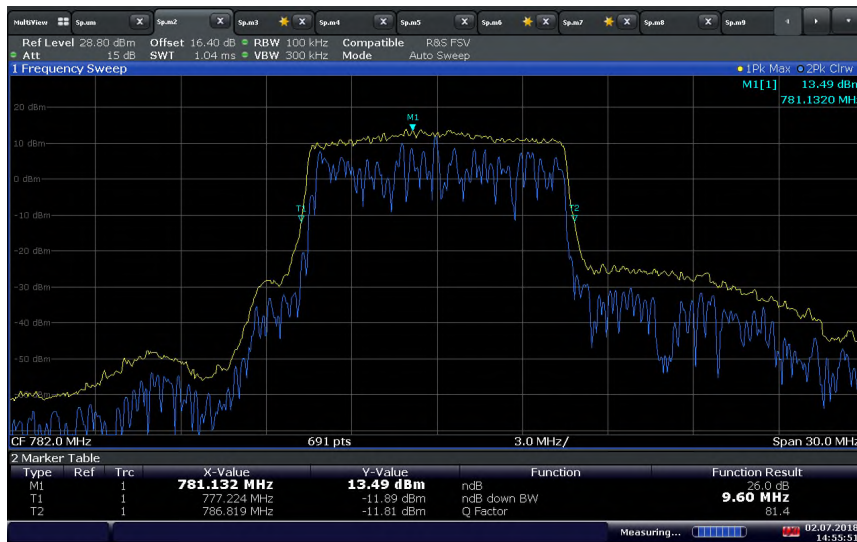 MultiView Sp.um X Sp.m2 X Sp.m3 X Sp.m4 X Sp.m5 X Sp.m6 X Sp.m7 X Sp.m8 X Sp.m9
Ref Level 28.80 dBm Offset 16.40 dB RBW 100 kHz Compatible R&S FSV
Att 15 dB SWT 1.04 ms VBW 300 kHz Mode Auto Sweep
1 Frequency Sweep 1Pk Max 2Pk Clrw
M1[1] 13.49 dBm
781.1320 MHz
20 dBm
M1
10 dBm
0 dBm
T1 T2
-10 dBm
-20 dBm
-30 dBm
-40 dBm
-50 dBm
CF 782.0 MHz 691 pts 3.0 MHz/ Span 30.0 MHz
2 Marker Table
Type Ref Trc X-Value Y-Value Function Function Result
M1 1 781.132 MHz 13.49 dBm ndB 26.0 dB
T1 1 777.224 MHz -11.89 dBm ndB down BW 9.60 MHz
T2 1 786.819 MHz -11.81 dBm Q Factor 81.4
Measuring... 02.07.2018
14:55:51